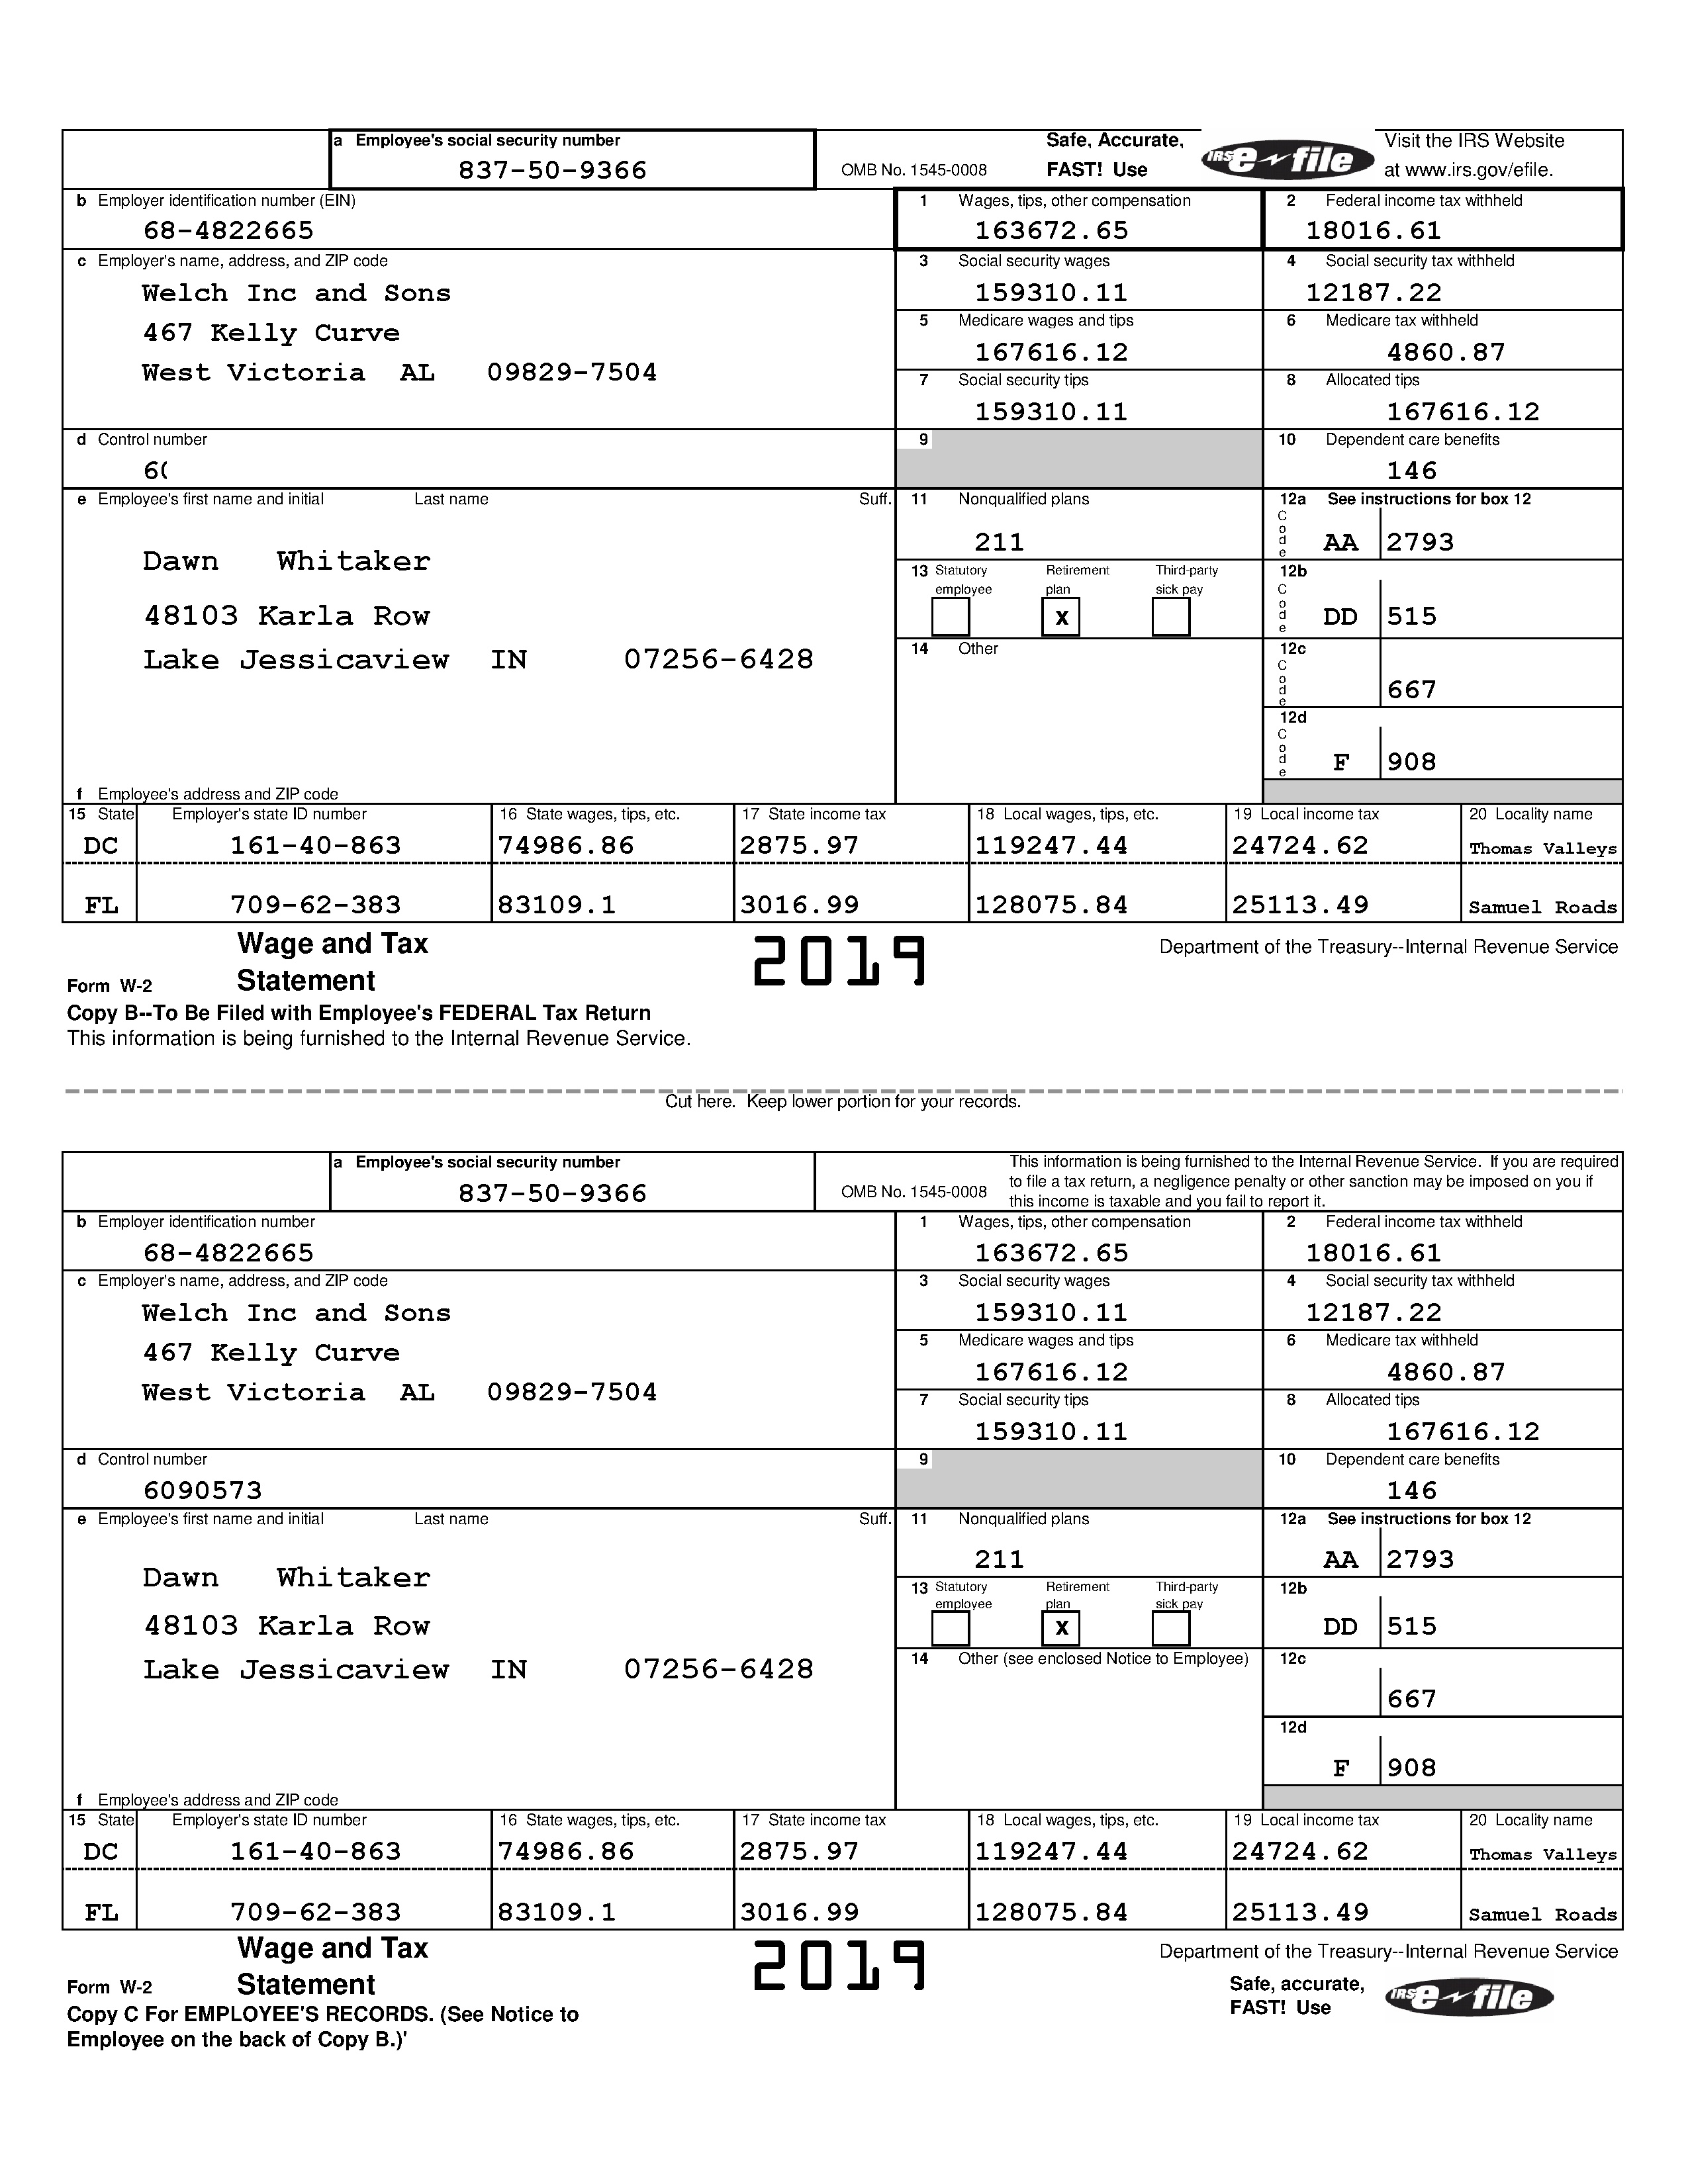 a Employee's social security number
837-50-9366
OMB No. 1545-0008
Safe, Accurate,
FAST! Use
IRS e-file
Visit the IRS Website
at www.irs.gov/efile.
b Employer identification number (EIN)
68-4822665
1 Wages, tips, other compensation
163672.65
2 Federal income tax withheld
18016.61
c Employer's name, address, and ZIP code
Welch Inc and Sons
467 Kelly Curve
West Victoria AL 09829-7504
3 Social security wages
159310.11
4 Social security tax withheld
12187.22
5 Medicare wages and tips
167616.12
6 Medicare tax withheld
4860.87
7 Social security tips
159310.11
8 Allocated tips
167616.12
d Control number
6(
9
10 Dependent care benefits
146
e Employee's first name and initial Last name Suff.
Dawn Whitaker
48103 Karla Row
Lake Jessicaview IN 07256-6428
f Employee's address and ZIP code
11 Nonqualified plans
211
12a See instructions for box 12
Code AA 2793
13 Statutory employee Retirement plan Third-party sick pay
X
12b
Code DD 515
14 Other
12c
Code 667
12d
Code F 908
15 State Employer's state ID number 16 State wages, tips, etc. 17 State income tax 18 Local wages, tips, etc. 19 Local income tax 20 Locality name
DC 161-40-863 74986.86 2875.97 119247.44 24724.62 Thomas Valleys
FL 709-62-383 83109.1 3016.99 128075.84 25113.49 Samuel Roads
Form W-2 Wage and Tax Statement
2019
Department of the Treasury--Internal Revenue Service
Copy B--To Be Filed with Employee's FEDERAL Tax Return
This information is being furnished to the Internal Revenue Service.
Cut here. Keep lower portion for your records.
a Employee's social security number
837-50-9366
OMB No. 1545-0008
This information is being furnished to the Internal Revenue Service. If you are required
to file a tax return, a negligence penalty or other sanction may be imposed on you if
this income is taxable and you fail to report it.
b Employer identification number
68-4822665
1 Wages, tips, other compensation
163672.65
2 Federal income tax withheld
18016.61
c Employer's name, address, and ZIP code
Welch Inc and Sons
467 Kelly Curve
West Victoria AL 09829-7504
3 Social security wages
159310.11
4 Social security tax withheld
12187.22
5 Medicare wages and tips
167616.12
6 Medicare tax withheld
4860.87
7 Social security tips
159310.11
8 Allocated tips
167616.12
d Control number
6090573
9
10 Dependent care benefits
146
e Employee's first name and initial Last name Suff.
Dawn Whitaker
48103 Karla Row
Lake Jessicaview IN 07256-6428
f Employee's address and ZIP code
11 Nonqualified plans
211
12a See instructions for box 12
AA 2793
13 Statutory employee Retirement plan Third-party sick pay
X
12b
DD 515
14 Other (see enclosed Notice to Employee)
12c
667
12d
F 908
15 State Employer's state ID number 16 State wages, tips, etc. 17 State income tax 18 Local wages, tips, etc. 19 Local income tax 20 Locality name
DC 161-40-863 74986.86 2875.97 119247.44 24724.62 Thomas Valleys
FL 709-62-383 83109.1 3016.99 128075.84 25113.49 Samuel Roads
Form W-2 Wage and Tax Statement
2019
Department of the Treasury--Internal Revenue Service
Safe, accurate,
FAST! Use
IRS e-file
Copy C For EMPLOYEE'S RECORDS. (See Notice to
Employee on the back of Copy B.)'